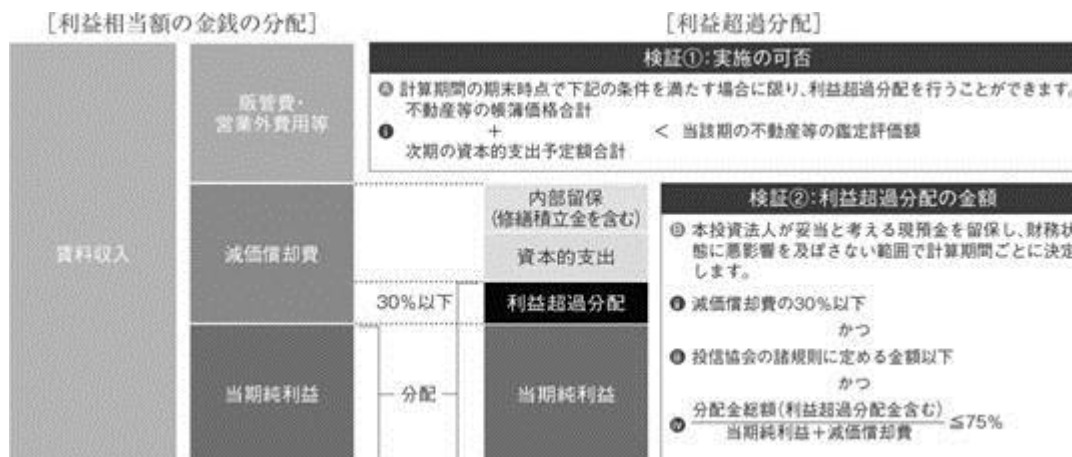 ［利益相当額の金銭の分配］
［利益超過分配］
賃料収入
販管費・
営業外費用等
減価償却費
当期純利益
30%以下
分配
内部留保
(修繕積立金を含む)
資本的支出
利益超過分配
当期純利益
検証①:実施の可否
Ⓐ 計算期間の期末時点で下記の条件を満たす場合に限り、利益超過分配を行うことができます。
不動産等の帳簿価格合計
❶ + ＜ 当該期の不動産等の鑑定評価額
次期の資本的支出予定額合計
検証②:利益超過分配の金額
Ⓑ 本投資法人が妥当と考える現預金を留保し、財務状
態に悪影響を及ぼさない範囲で計算期間ごとに決定
します。
減価償却費の30%以下
かつ
投信協会の諸規則に定める金額以下
かつ
分配金総額(利益超過分配金含む)
≦75%
当期純利益＋減価償却費